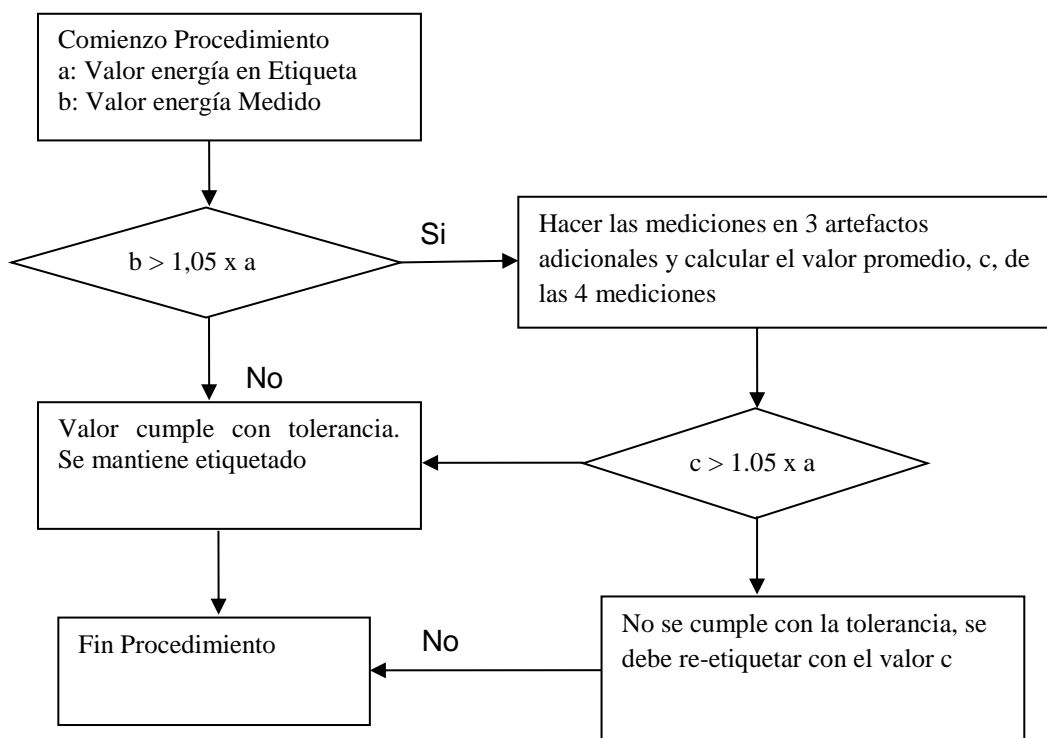 Comienzo Procedimiento
a: Valor energía en Etiqueta
b: Valor energía Medido
b > 1,05 x a
Si
Hacer las mediciones en 3 artefactos
adicionales y calcular el valor promedio, c, de
las 4 mediciones
No
Valor cumple con tolerancia.
Se mantiene etiquetado
c > 1.05 x a
Fin Procedimiento
No
No se cumple con la tolerancia, se
debe re-etiquetar con el valor c